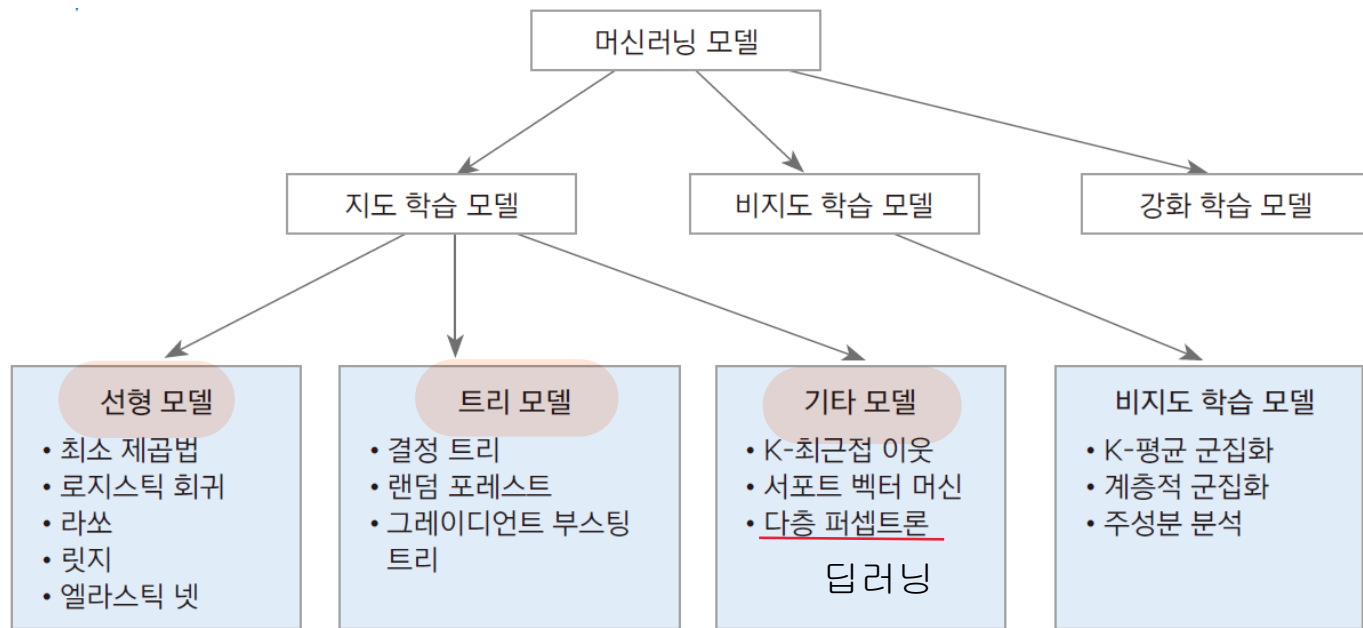 머신러닝 모델
지도 학습 모델
비지도 학습 모델
강화 학습 모델
선형 모델
• 최소 제곱법
• 로지스틱 회귀
• 라쏘
• 릿지
• 엘라스틱 넷
트리 모델
• 결정 트리
• 랜덤 포레스트
• 그레이디언트 부스팅
트리
기타 모델
• K-최근접 이웃
• 서포트 벡터 머신
• 다층 퍼셉트론
딥러닝
비지도 학습 모델
• K-평균 군집화
• 계층적 군집화
• 주성분 분석